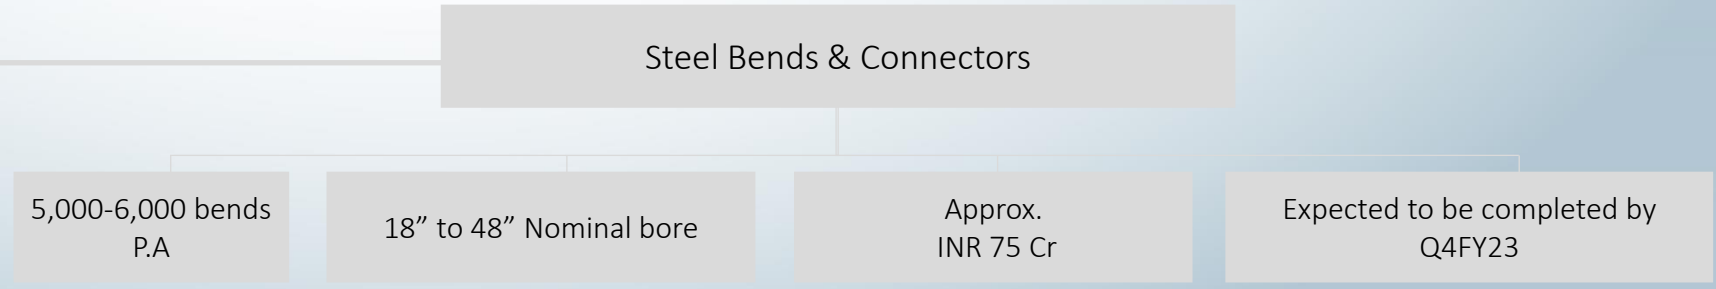 Steel Bends & Connectors
5,000-6,000 bends
P.A
18” to 48” Nominal bore
Approx.
INR 75 Cr
Expected to be completed by
Q4FY23